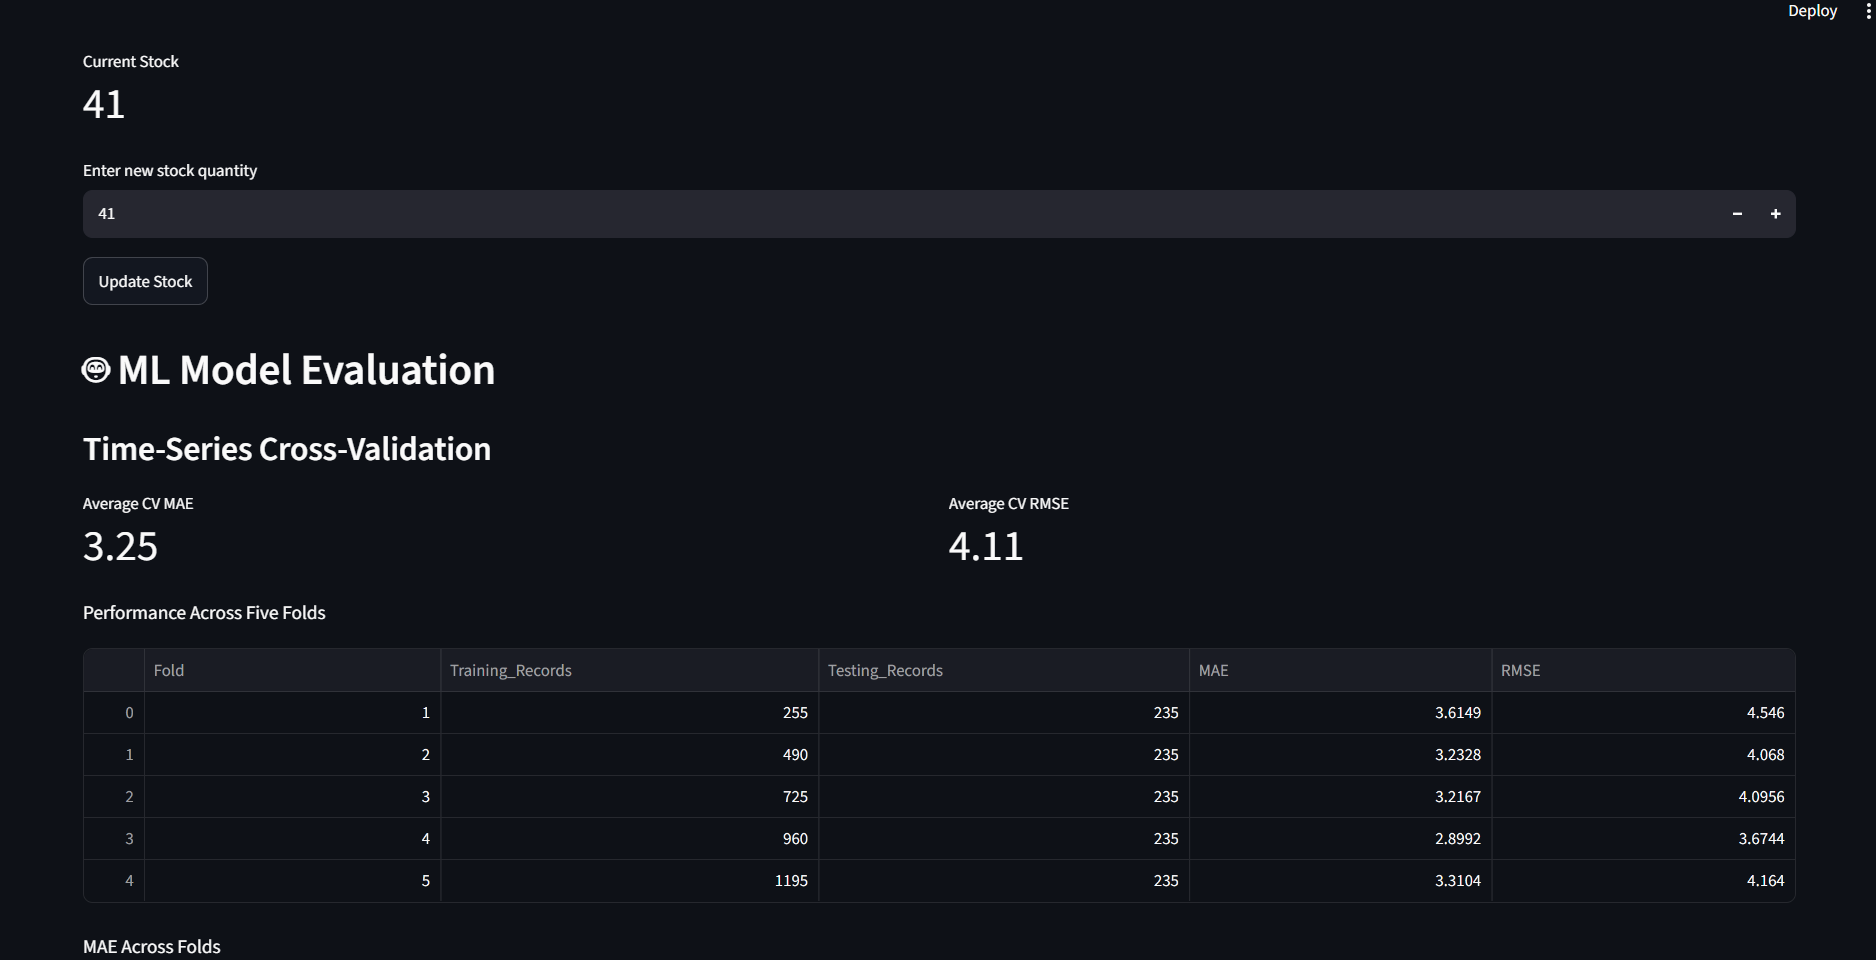 Deploy
Current Stock
41
Enter new stock quantity
41 − +
Update Stock
ML Model Evaluation
Time-Series Cross-Validation
Average CV MAE Average CV RMSE
3.25 4.11
Performance Across Five Folds
Fold Training_Records Testing_Records MAE RMSE
0 1 255 235 3.6149 4.546
1 2 490 235 3.2328 4.068
2 3 725 235 3.2167 4.0956
3 4 960 235 2.8992 3.6744
4 5 1195 235 3.3104 4.164
MAE Across Folds